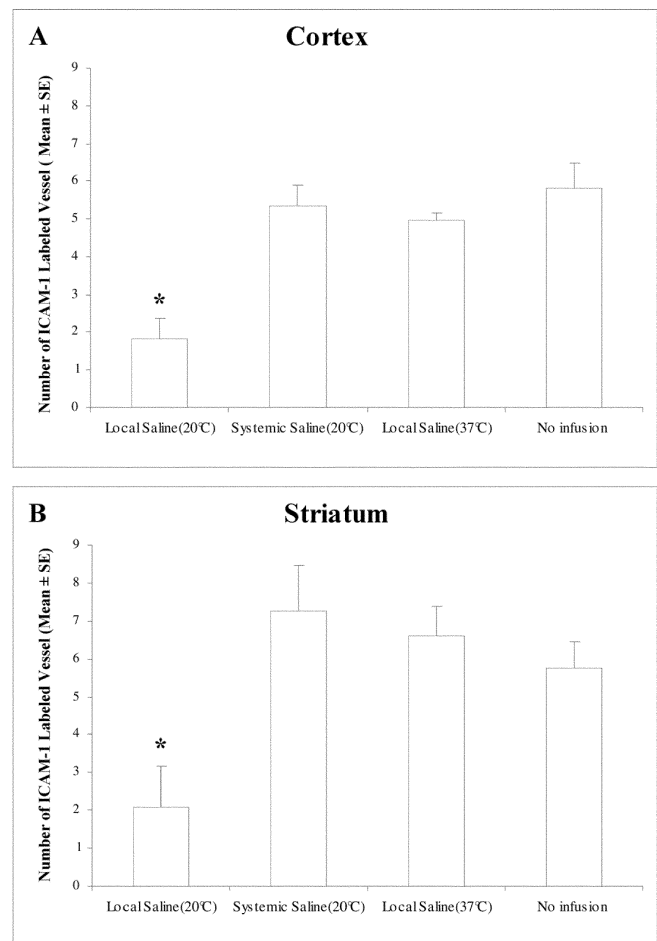 A
Cortex
Number of ICAM-1 Labeled Vessel ( Mean ± SE)
9
8
7
6
5
4
3
2
1
0
*
Local Saline(20℃)
Systemic Saline(20℃)
Local Saline(37℃)
No infusion
B
Striatum
Number of ICAM-1 Labeled Vessel (Mean ± SE)
9
8
7
6
5
4
3
2
1
0
*
Local Saline(20℃)
Systemic Saline(20℃)
Local Saline(37℃)
No infusion